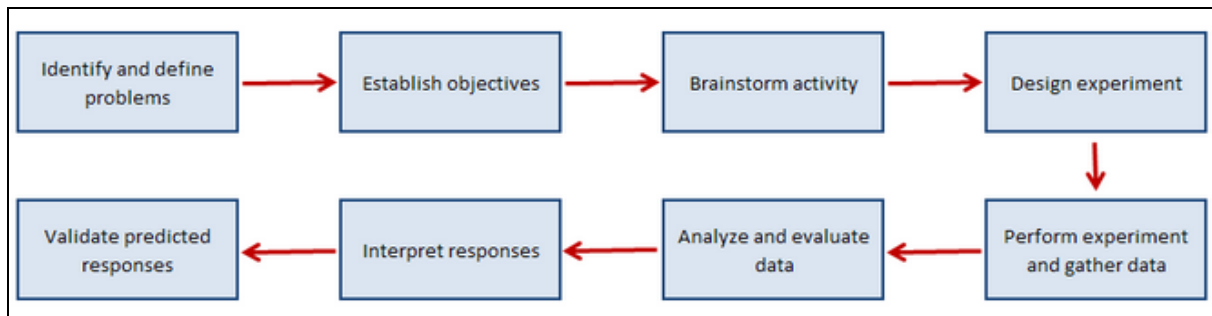 Identify and define
problems
Establish objectives
Brainstorm activity
Design experiment
Perform experiment
and gather data
Analyze and evaluate
data
Interpret responses
Validate predicted
responses